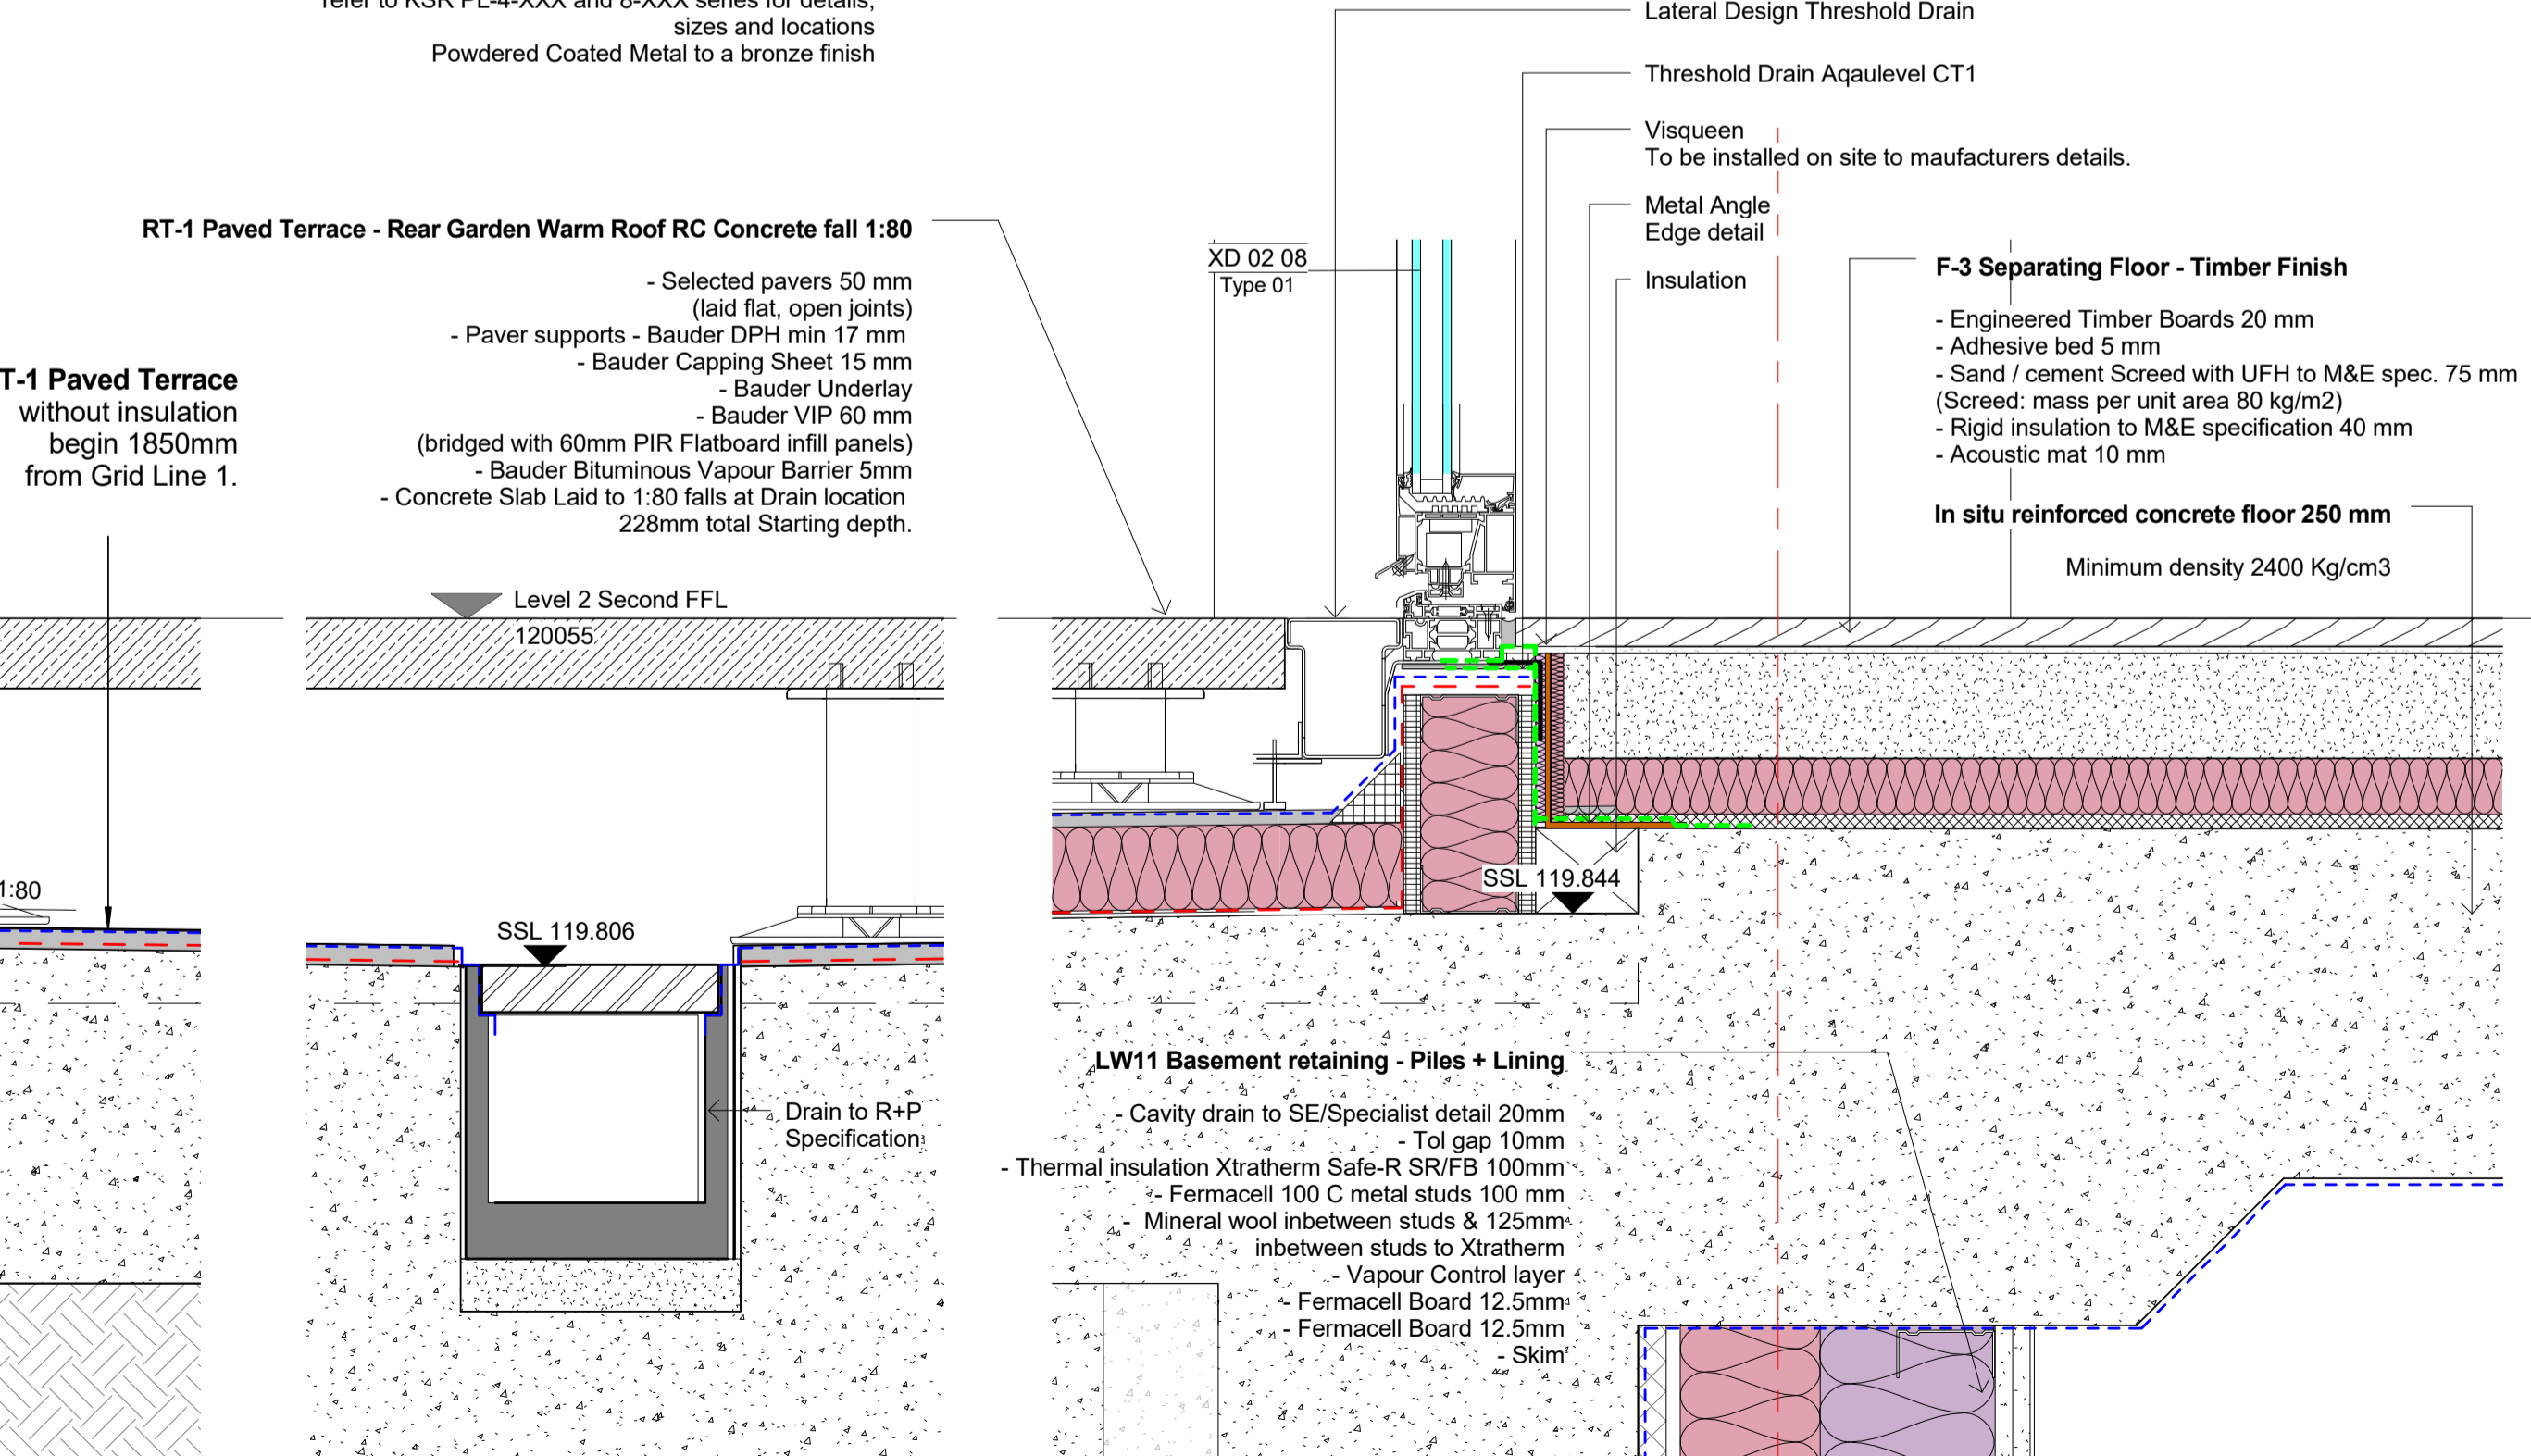 refer to KSR PL-4-XXX and 8-XXX series for details,
sizes and locations
Powdered Coated Metal to a bronze finish
Lateral Design Threshold Drain
Threshold Drain Aqaulevel CT1
Visqueen
To be installed on site to maufacturers details.
Metal Angle
Edge detail
Insulation
RT-1 Paved Terrace - Rear Garden Warm Roof RC Concrete fall 1:80
- Selected pavers 50 mm
(laid flat, open joints)
- Paver supports - Bauder DPH min 17 mm
- Bauder Capping Sheet 15 mm
- Bauder Underlay
- Bauder VIP 60 mm
(bridged with 60mm PIR Flatboard infill panels)
- Bauder Bituminous Vapour Barrier 5mm
- Concrete Slab Laid to 1:80 falls at Drain location
228mm total Starting depth.
T-1 Paved Terrace
without insulation
begin 1850mm
from Grid Line 1.
XD 02 08
Type 01
F-3 Separating Floor - Timber Finish
- Engineered Timber Boards 20 mm
- Adhesive bed 5 mm
- Sand / cement Screed with UFH to M&E spec. 75 mm
(Screed: mass per unit area 80 kg/m2)
- Rigid insulation to M&E specification 40 mm
- Acoustic mat 10 mm
In situ reinforced concrete floor 250 mm
Minimum density 2400 Kg/cm3
Level 2 Second FFL
120055
1:80
SSL 119.806
SSL 119.844
Drain to R+P
Specification
LW11 Basement retaining - Piles + Lining
- Cavity drain to SE/Specialist detail 20mm
- Tol gap 10mm
- Thermal insulation Xtratherm Safe-R SR/FB 100mm
- Fermacell 100 C metal studs 100 mm
- Mineral wool inbetween studs & 125mm
inbetween studs to Xtratherm
- Vapour Control layer
- Fermacell Board 12.5mm
- Fermacell Board 12.5mm
- Skim